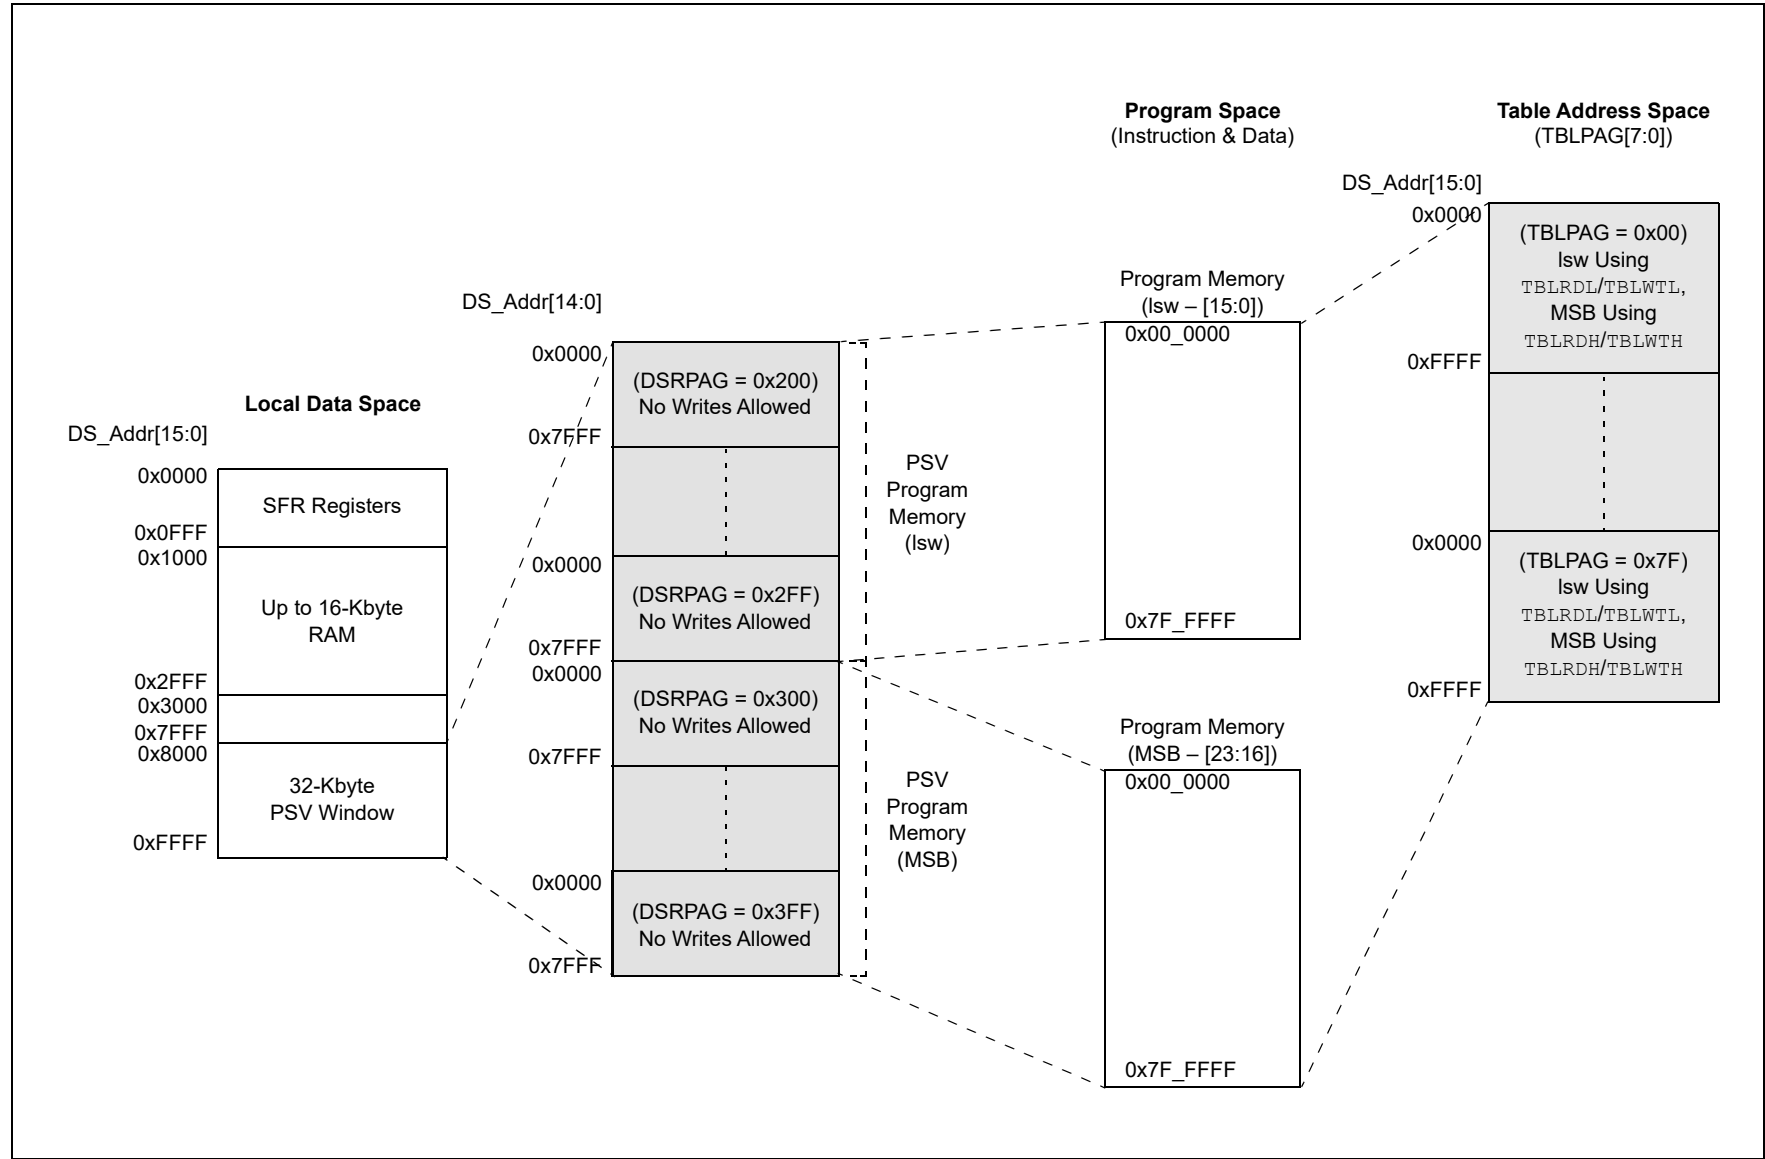 Local Data Space
DS_Addr[15:0]
0x0000
SFR Registers
0x0FFF
0x1000
Up to 16-Kbyte
RAM
0x2FFF
0x3000
0x7FFF
0x8000
32-Kbyte
PSV Window
0xFFFF
DS_Addr[14:0]
0x0000
(DSRPAG = 0x200)
No Writes Allowed
0x7FFF
0x0000
(DSRPAG = 0x2FF)
No Writes Allowed
0x7FFF
0x0000
(DSRPAG = 0x300)
No Writes Allowed
0x7FFF
0x0000
(DSRPAG = 0x3FF)
No Writes Allowed
0x7FFF
PSV
Program
Memory
(lsw)
PSV
Program
Memory
(MSB)
Program Space
(Instruction & Data)
Program Memory
(lsw – [15:0])
0x00_0000
0x7F_FFFF
Program Memory
(MSB – [23:16])
0x00_0000
0x7F_FFFF
Table Address Space
(TBLPAG[7:0])
DS_Addr[15:0]
0x0000
(TBLPAG = 0x00)
lsw Using
TBLRDL/TBLWTL,
MSB Using
TBLRDH/TBLWTH
0xFFFF
0x0000
(TBLPAG = 0x7F)
lsw Using
TBLRDL/TBLWTL,
MSB Using
TBLRDH/TBLWTH
0xFFFF